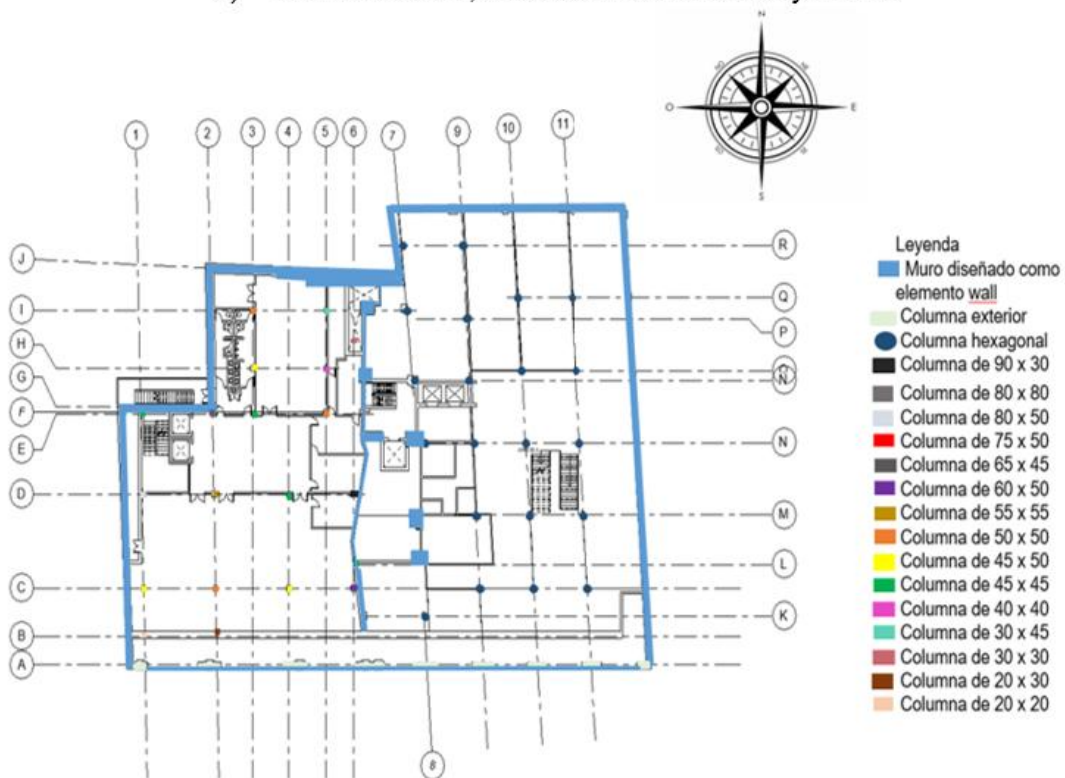 N
O
E
S
1
2
3
4
5
6
7
9
10
11
J
I
H
G
F
E
D
C
B
A
R
Q
P
O
N
N
M
L
K
8
Leyenda
Muro diseñado como
elemento wall
Columna exterior
Columna hexagonal
Columna de 90 x 30
Columna de 80 x 80
Columna de 80 x 50
Columna de 75 x 50
Columna de 65 x 45
Columna de 60 x 50
Columna de 55 x 55
Columna de 50 x 50
Columna de 45 x 50
Columna de 45 x 45
Columna de 40 x 40
Columna de 30 x 45
Columna de 30 x 30
Columna de 20 x 30
Columna de 20 x 20